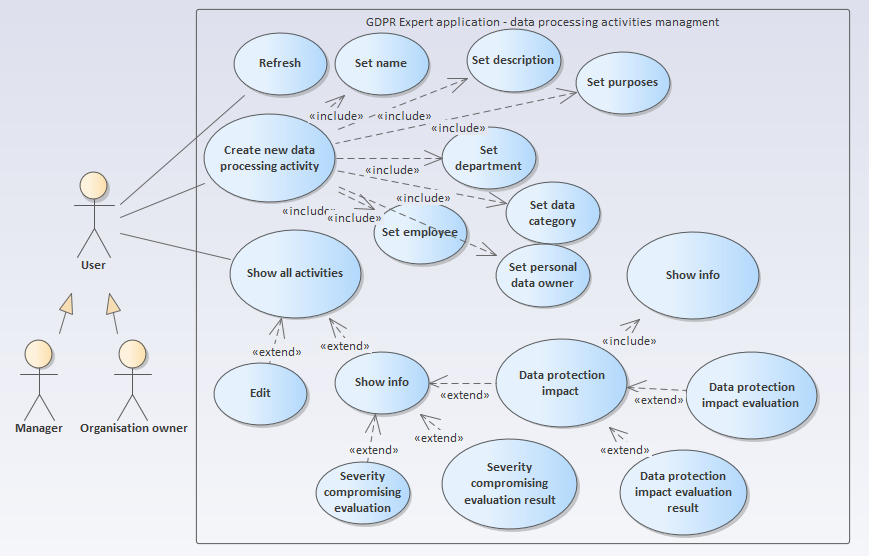 GDPR Expert application - data processing activities managment
Refresh
Set name
Set description
Set purposes
«include»
«include»
«include»
Create new data
processing activity
Set
department
«include»
«include»
Set data
category
«include»
«include»
Set employee
User
Show all activities
Set personal
data owner
Show info
«include»
«extend»
«extend»
Manager
Organisation owner
Edit
Show info
«extend»
Data protection
impact
«extend»
Data protection
impact evaluation
«extend»
«extend»
«extend»
Severity
compromising
evaluation
Severity
compromising
evaluation result
Data protection
impact evaluation
result